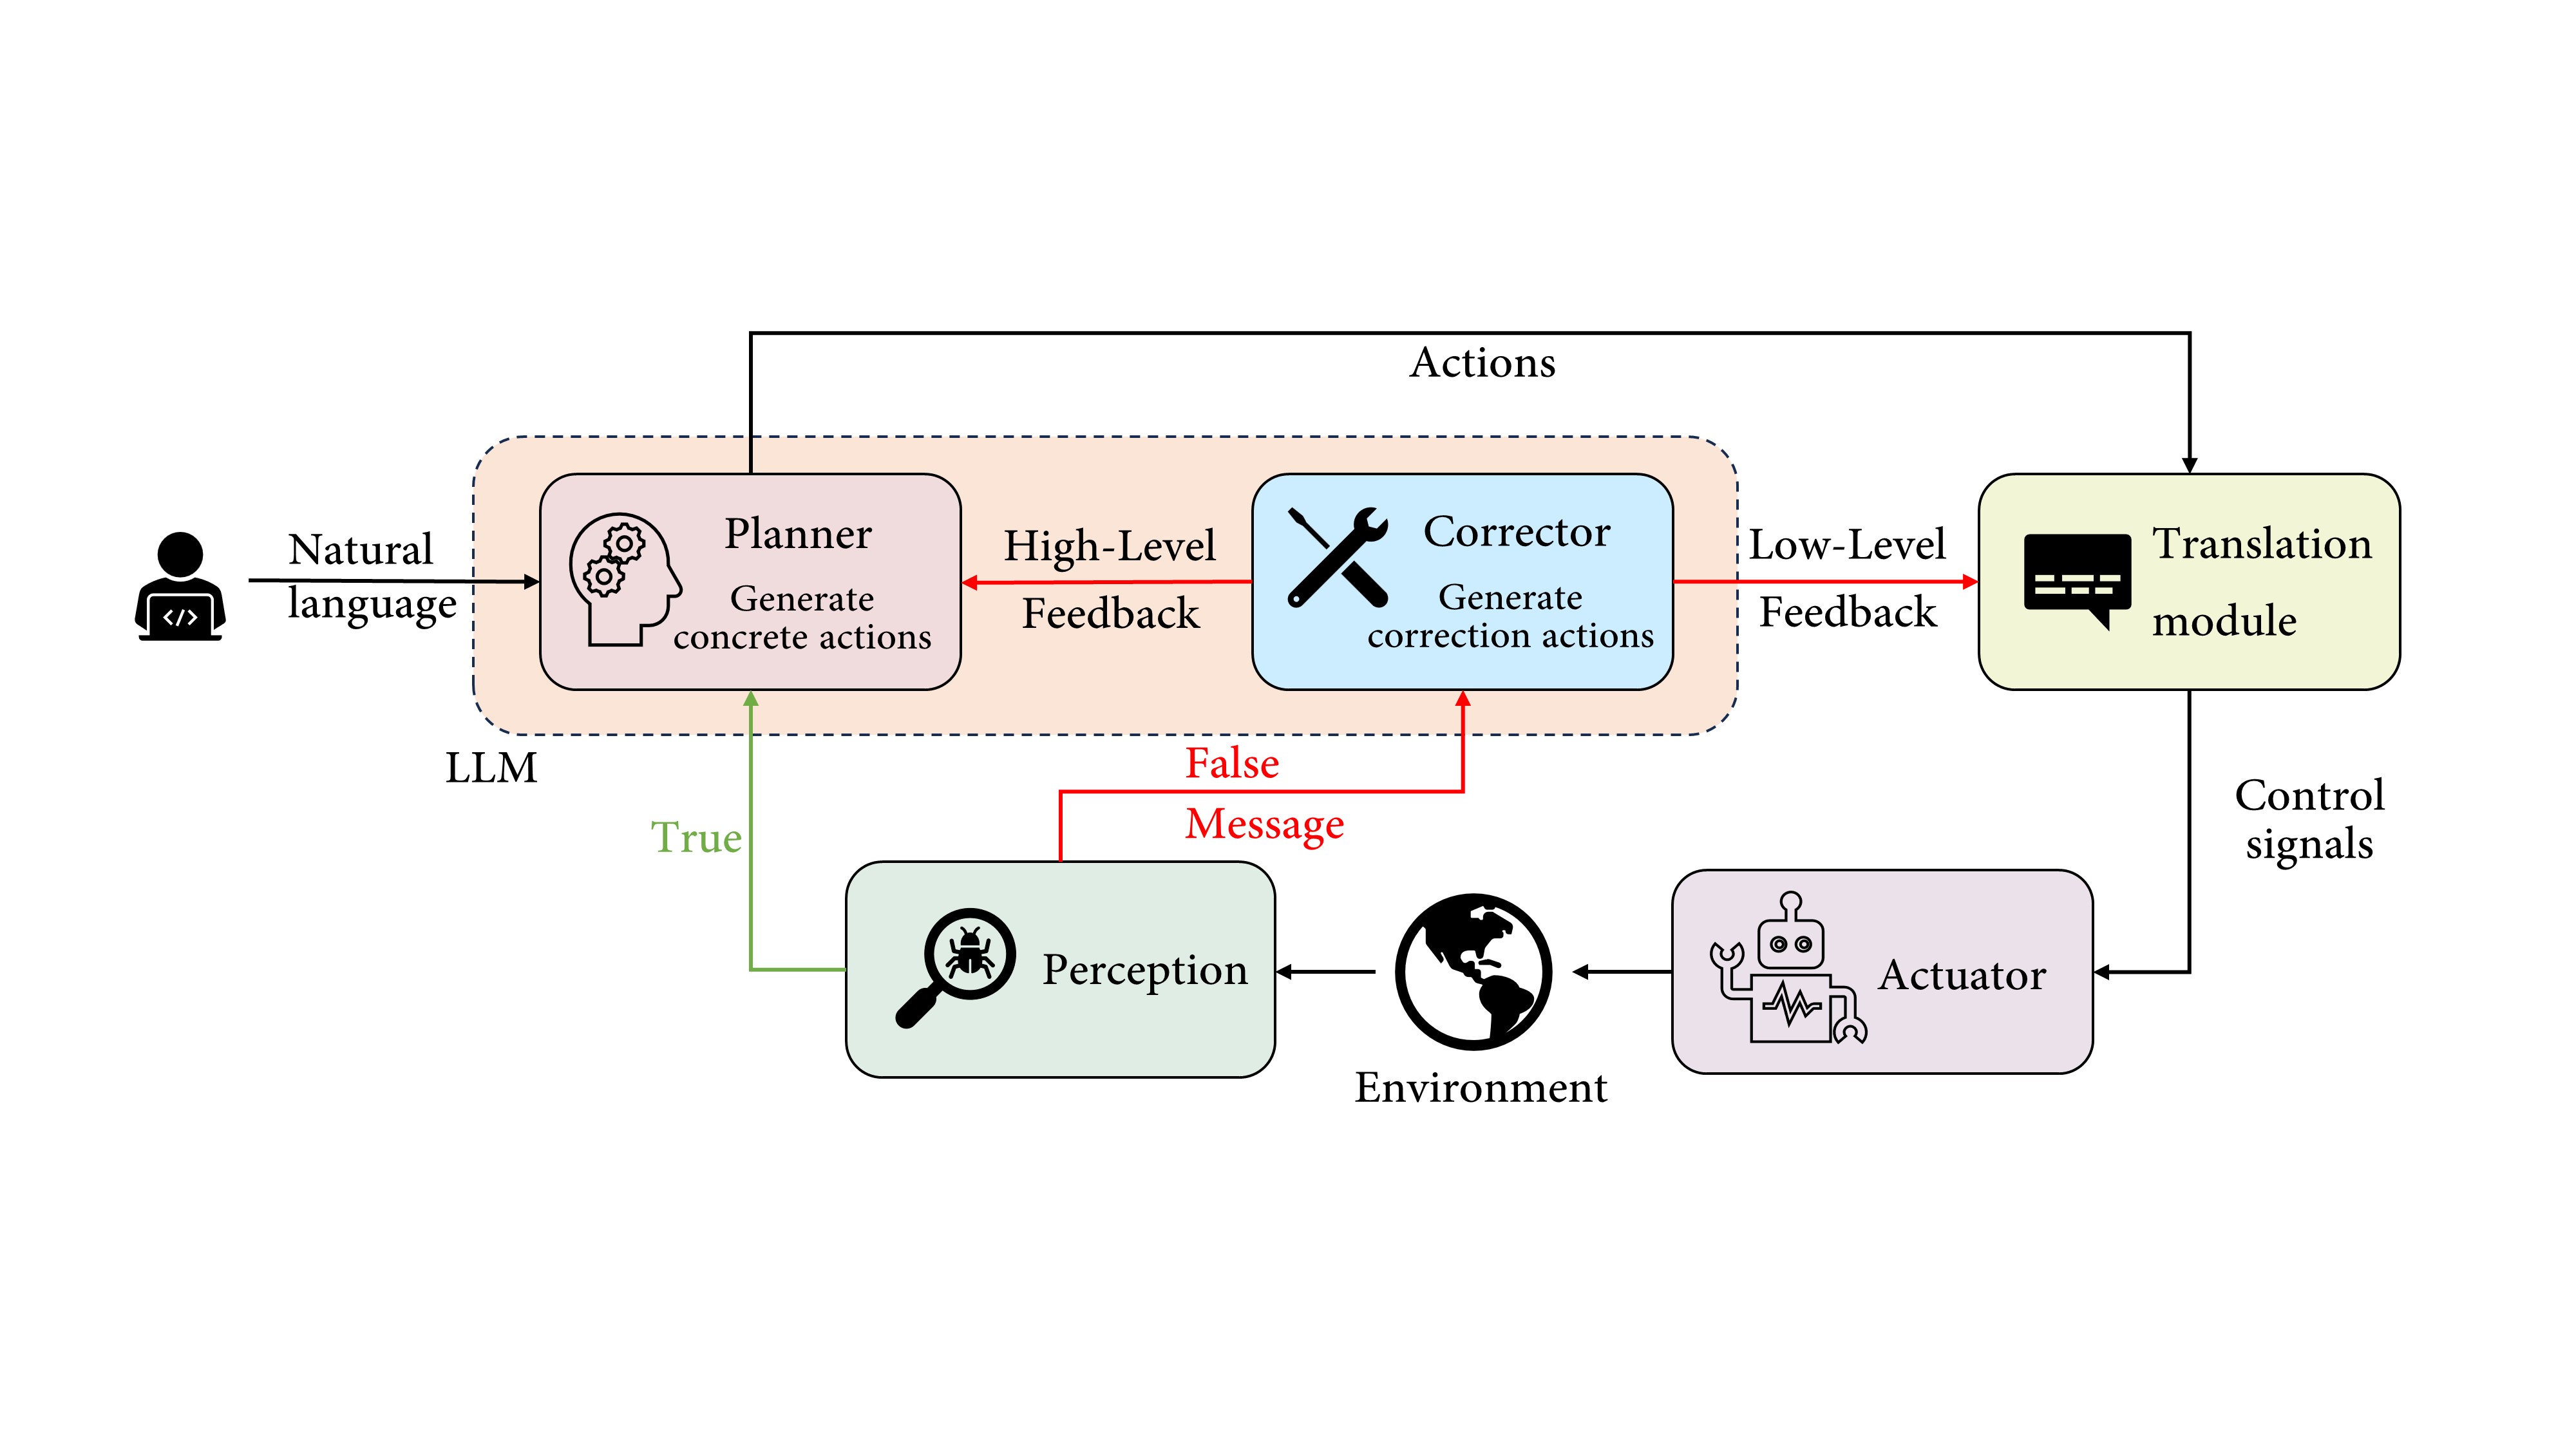 Actions
Natural
language
</>
Planner
Generate
concrete actions
High-Level
Feedback
Corrector
Generate
correction actions
Low-Level
Feedback
Translation
module
LLM
True
False
Message
Control
signals
Perception
Environment
Actuator